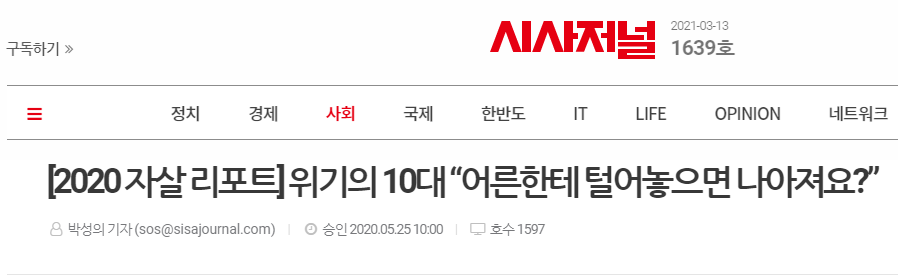 구독하기 »
시사저널
2021-03-13
1639호
정치 경제 사회 국제 한반도 IT LIFE OPINION 네트워크
[2020 자살 리포트] 위기의 10대 “어른한테 털어놓으면 나아져요?”
박성의 기자 (sos@sisajournal.com) 승인 2020.05.25 10:00 호수 1597